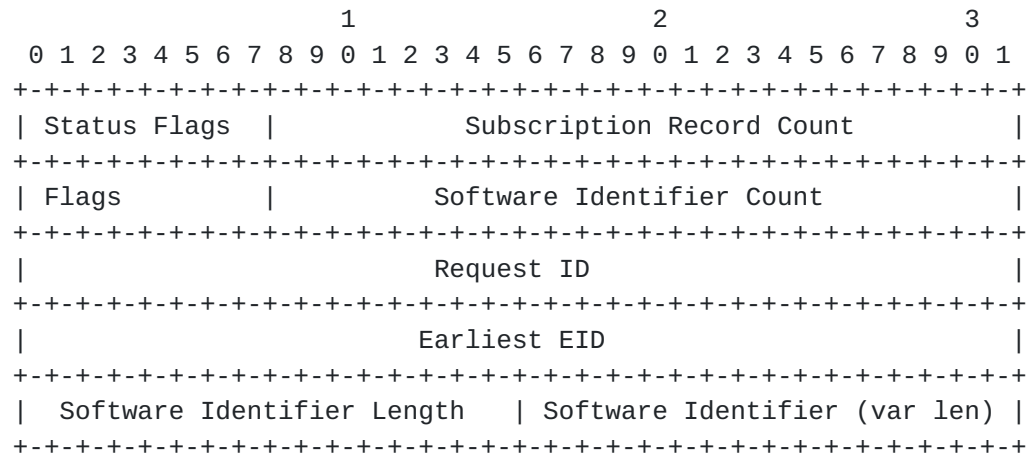 1                   2                   3
 0 1 2 3 4 5 6 7 8 9 0 1 2 3 4 5 6 7 8 9 0 1 2 3 4 5 6 7 8 9 0 1
+-+-+-+-+-+-+-+-+-+-+-+-+-+-+-+-+-+-+-+-+-+-+-+-+-+-+-+-+-+-+-+-+
| Status Flags  |            Subscription Record Count          |
+-+-+-+-+-+-+-+-+-+-+-+-+-+-+-+-+-+-+-+-+-+-+-+-+-+-+-+-+-+-+-+-+
| Flags         |          Software Identifier Count            |
+-+-+-+-+-+-+-+-+-+-+-+-+-+-+-+-+-+-+-+-+-+-+-+-+-+-+-+-+-+-+-+-+
|                          Request ID                           |
+-+-+-+-+-+-+-+-+-+-+-+-+-+-+-+-+-+-+-+-+-+-+-+-+-+-+-+-+-+-+-+-+
|                         Earliest EID                          |
+-+-+-+-+-+-+-+-+-+-+-+-+-+-+-+-+-+-+-+-+-+-+-+-+-+-+-+-+-+-+-+-+
|  Software Identifier Length   | Software Identifier (var len) |
+-+-+-+-+-+-+-+-+-+-+-+-+-+-+-+-+-+-+-+-+-+-+-+-+-+-+-+-+-+-+-+-+